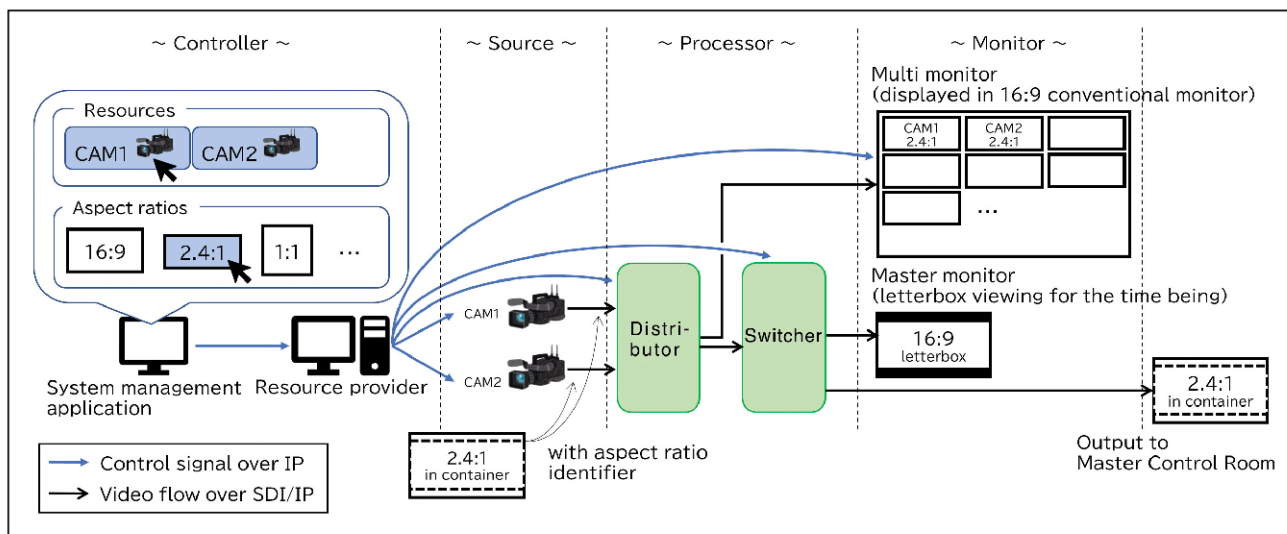 ~ Controller ~
~ Source ~
~ Processor ~
~ Monitor ~
Resources
CAM1
CAM2
Aspect ratios
16:9
2.4:1
1:1
...
System management
application
Resource provider
CAM1
CAM2
2.4:1
in container
with aspect ratio
identifier
Distri-
butor
Switcher
Multi monitor
(displayed in 16:9 conventional monitor)
CAM1
2.4:1
CAM2
2.4:1
...
Master monitor
(letterbox viewing for the time being)
16:9
letterbox
2.4:1
in container
Output to
Master Control Room
Control signal over IP
Video flow over SDI/IP